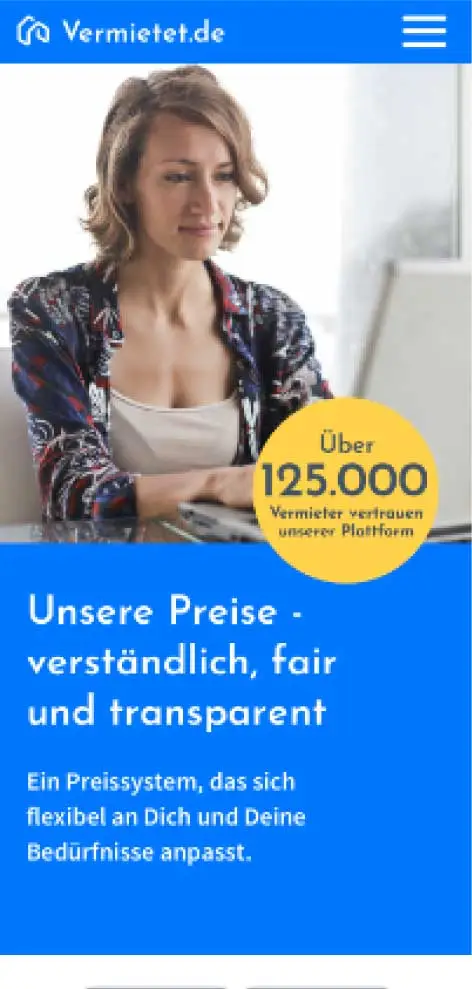 Vermietet.de
Über
125.000
Vermieter vertrauen
unserer Plattform
Unsere Preise -
verständlich, fair
und transparent
Ein Preissystem, das sich
flexibel an Dich und Deine
Bedürfnisse anpasst.